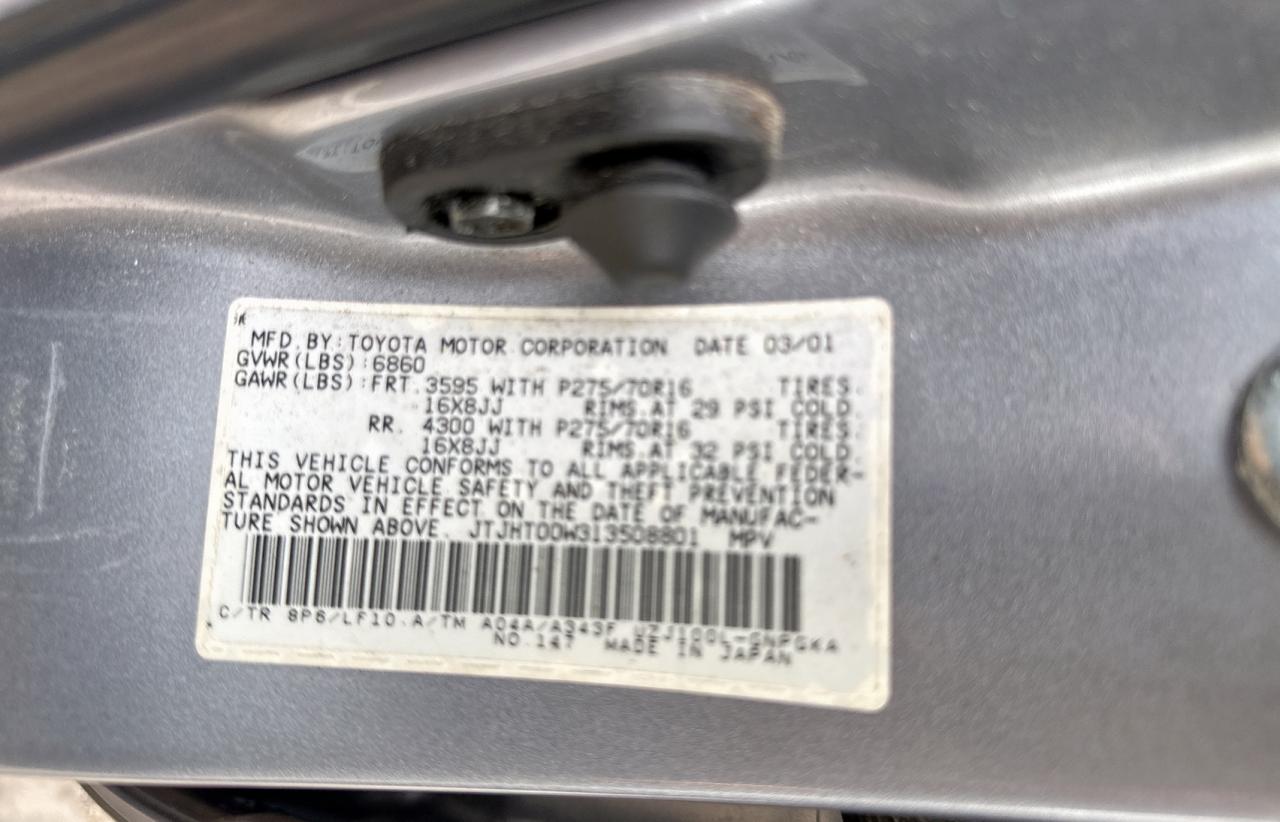 MFD. BY: TOYOTA MOTOR CORPORATION DATE 03/01
GVWR(LBS):6860
GAWR(LBS):FRT. 3595 WITH P275/70R16 TIRES.
16X8JJ RIMS.AT 29 PSI COLD.
RR. 4300 WITH P275/70R16 TIRES.
16X8JJ RIMS.AT 32 PSI COLD.
THIS VEHICLE CONFORMS TO ALL APPLICABLE FEDER-
AL MOTOR VEHICLE SAFETY AND THEFT PREVENTION
STANDARDS IN EFFECT ON THE DATE OF MANUFAC-
TURE SHOWN ABOVE. JTJHT00W313508801 MPV
C/TR 8P6/LF10 A/TM A04A/A343F UZJ100L-GNPGKA
NO.147 MADE IN JAPAN